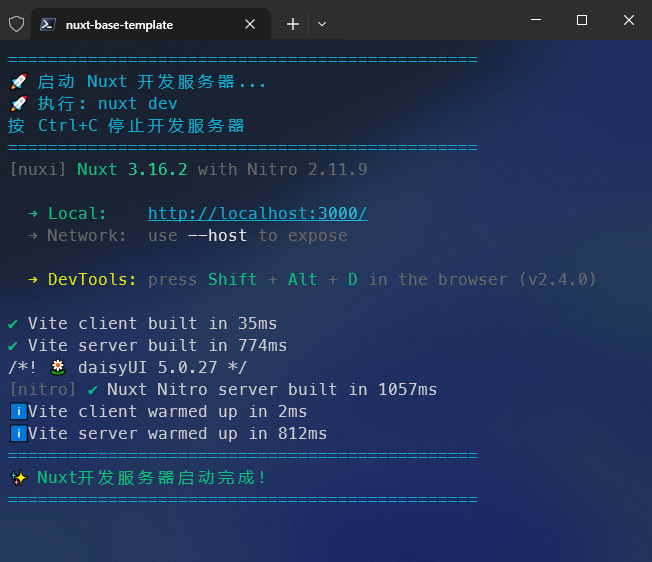 nuxt-base-template
===============================================
🚀 启动 Nuxt 开发服务器...
🚀 执行: nuxt dev
按 Ctrl+C 停止开发服务器
===============================================
[nuxi] Nuxt 3.16.2 with Nitro 2.11.9
➜ Local: http://localhost:3000/
➜ Network: use --host to expose
➜ DevTools: press Shift + Alt + D in the browser (v2.4.0)
✔ Vite client built in 35ms
✔ Vite server built in 774ms
/*! 🌼 daisyUI 5.0.27 */
[nitro] ✔ Nuxt Nitro server built in 1057ms
ℹ Vite client warmed up in 2ms
ℹ Vite server warmed up in 812ms
===============================================
✨ Nuxt开发服务器启动完成!
===============================================